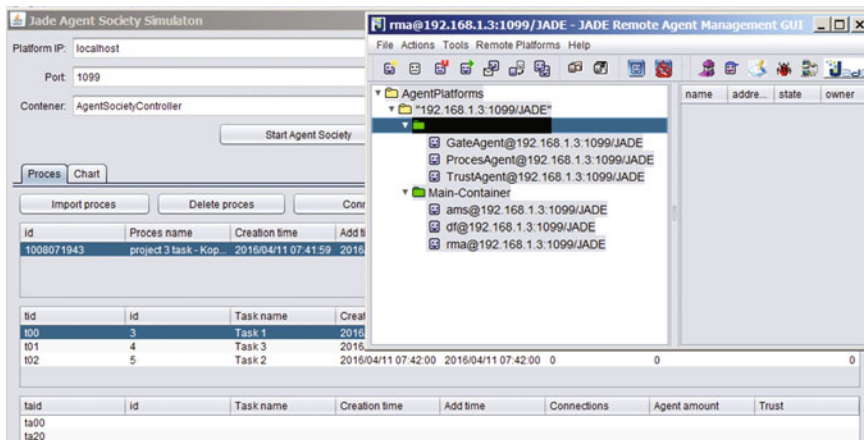 Jade Agent Society Simulaton
Platform IP: localhost
Port: 1099
Contener: AgentSocietyController
Start Agent Society
Proces Chart
Import proces Delete proces Conn
id Proces name Creation time Add ti
1008071943 project 3 task - Kop... 2016/04/11 07:41:59 2016
tid id Task name Creat
t00 3 Task 1 2016
t01 4 Task 3 2016
t02 5 Task 2 2016/04/11 07:42:00 2016/04/11 07:42:00 0 0 0
taid id Task name Creation time Add time Connections Agent amount Trust
ta00
ta20
rma@192.168.1.3:1099/JADE - JADE Remote Agent Management GUI
File Actions Tools Remote Platforms Help
AgentPlatforms
"192.168.1.3:1099/JADE"
GateAgent@192.168.1.3:1099/JADE
ProcesAgent@192.168.1.3:1099/JADE
TrustAgent@192.168.1.3:1099/JADE
Main-Container
ams@192.168.1.3:1099/JADE
df@192.168.1.3:1099/JADE
rma@192.168.1.3:1099/JADE
name addre... state owner